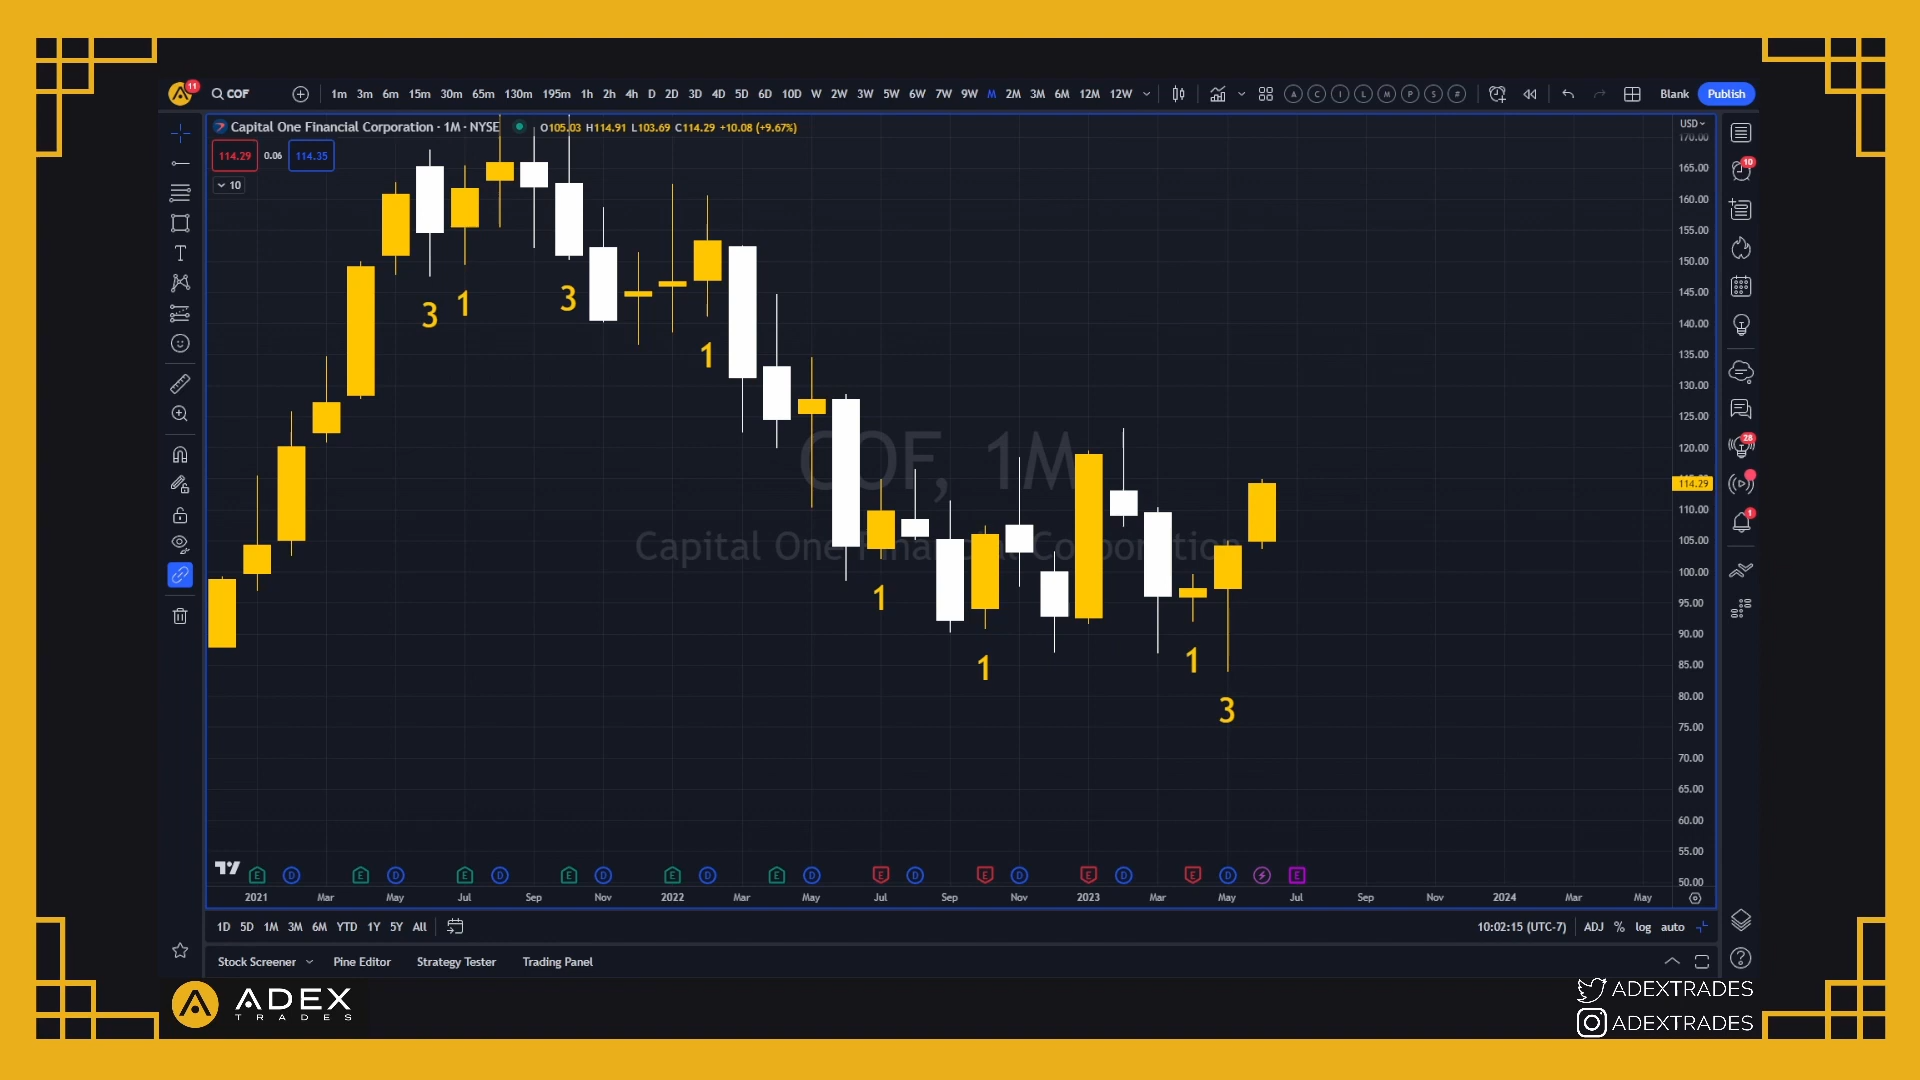 11
COF
1m 3m 6m 15m 30m 65m 130m 195m 1h 2h 4h D 2D 3D 4D 5D 6D 10D W 2W 3W 5W 6W 7W 9W M 2M 3M 6M 12M 12W
A C I L M P S #
Blank
Publish
Capital One Financial Corporation · 1M · NYSE
O105.03 H114.91 L103.69 C114.29 +10.08 (+9.67%)
USD
114.29 0.06 114.35
10
COF, 1M
Capital One Financial Corporation
3 1 3 1 1 1 1 3
170.00
165.00
160.00
155.00
150.00
145.00
140.00
135.00
130.00
125.00
120.00
114.29
110.00
105.00
100.00
95.00
90.00
85.00
80.00
75.00
70.00
65.00
60.00
55.00
50.00
10
28
1
E D E D E D E D E D E D E D E D E D E D E
2021 Mar May Jul Sep Nov 2022 Mar May Jul Sep Nov 2023 Mar May Jul Sep Nov 2024 Mar May
1D 5D 1M 3M 6M YTD 1Y 5Y All
10:02:15 (UTC-7) ADJ % log auto
Stock Screener Pine Editor Strategy Tester Trading Panel
ADEX
TRADES
ADEXTRADES
ADEXTRADES